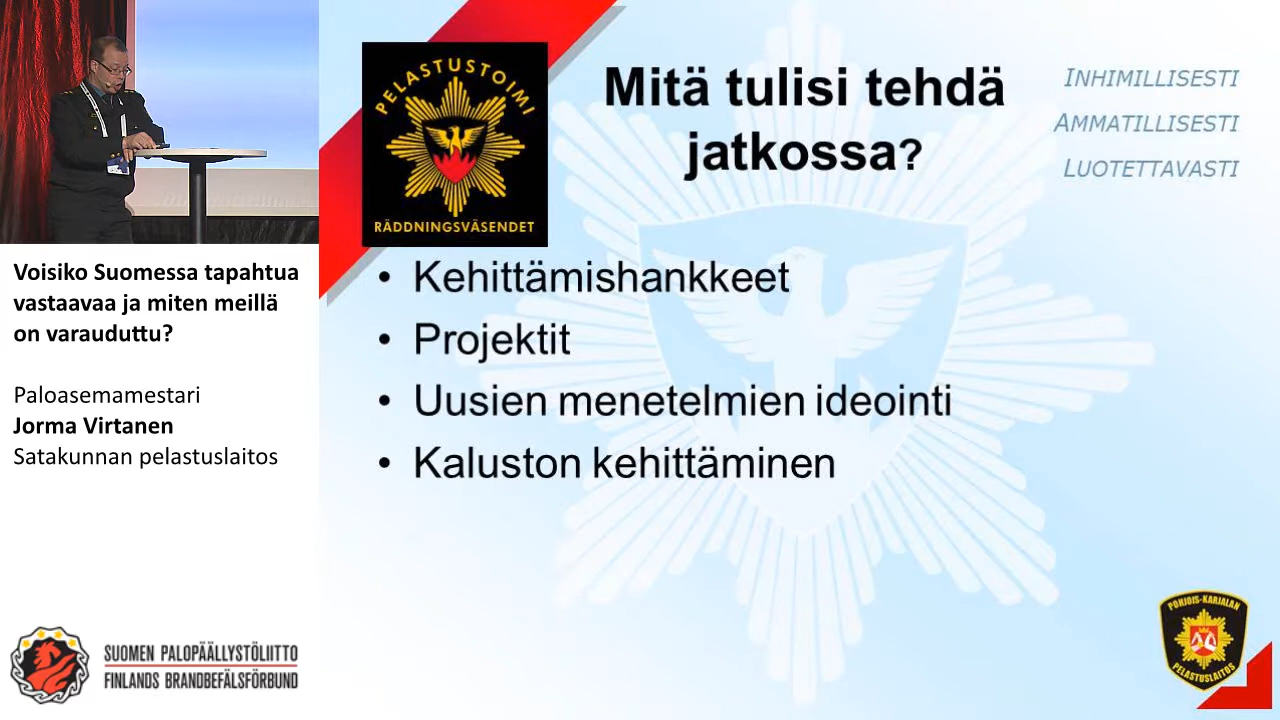 Voisiko Suomessa tapahtua
vastaavaa ja miten meillä
on varauduttu?
Paloasemamestari
Jorma Virtanen
Satakunnan pelastuslaitos
SUOMEN PALOPÄÄLLYSTÖLIITTO
FINLANDS BRANDBEFÄLSFÖRBUND
PELASTUSTOIMI
RÄDDNINGSVÄSENDET
Mitä tulisi tehdä
jatkossa?
INHIMILLISESTI
AMMATILLISESTI
LUOTETTAVASTI
• Kehittämishankkeet
• Projektit
• Uusien menetelmien ideointi
• Kaluston kehittäminen
POHJOIS-KARJALAN
PELASTUSLAITOS